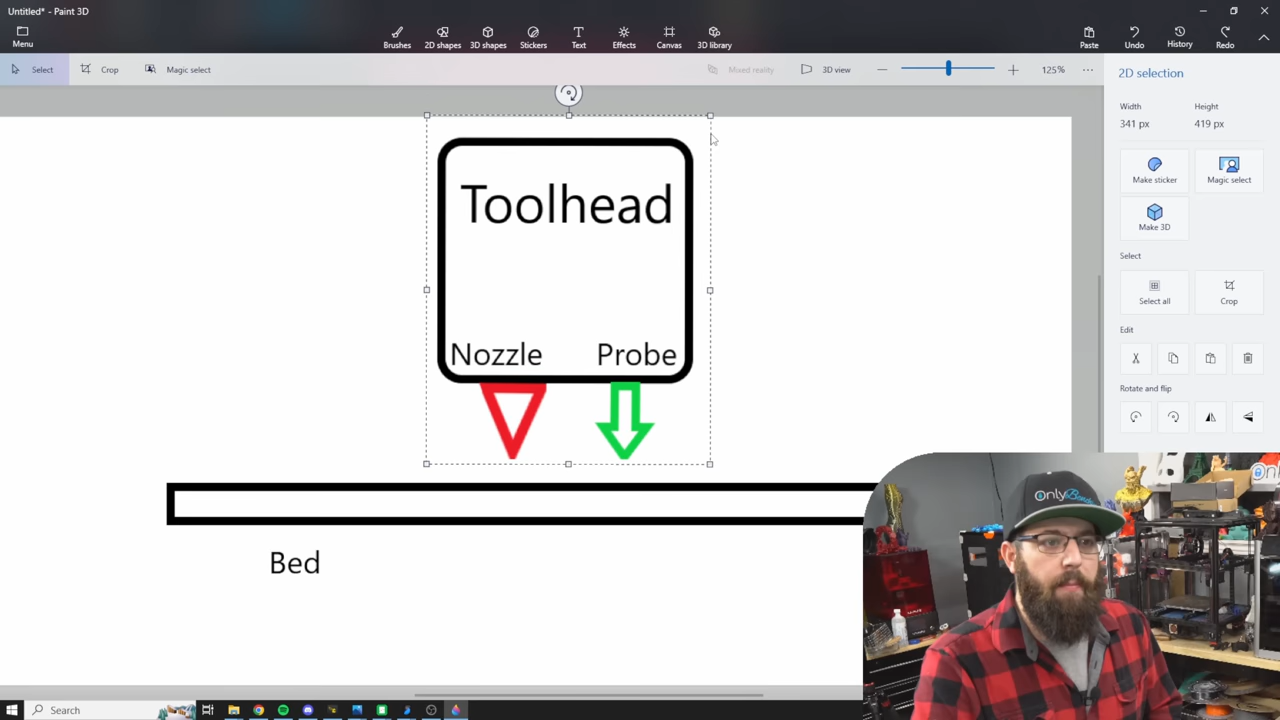 Untitled* - Paint 3D
Menu
Brushes
2D shapes
3D shapes
Stickers
Text
Effects
Canvas
3D library
Paste
Undo
History
Redo
Select
Crop
Magic select
Mixed reality
3D view
125%
2D selection
Width
Height
341 px
419 px
Make sticker
Magic select
Make 3D
Select
Select all
Crop
Edit
Rotate and flip
Toolhead
Nozzle
Probe
Bed
Search